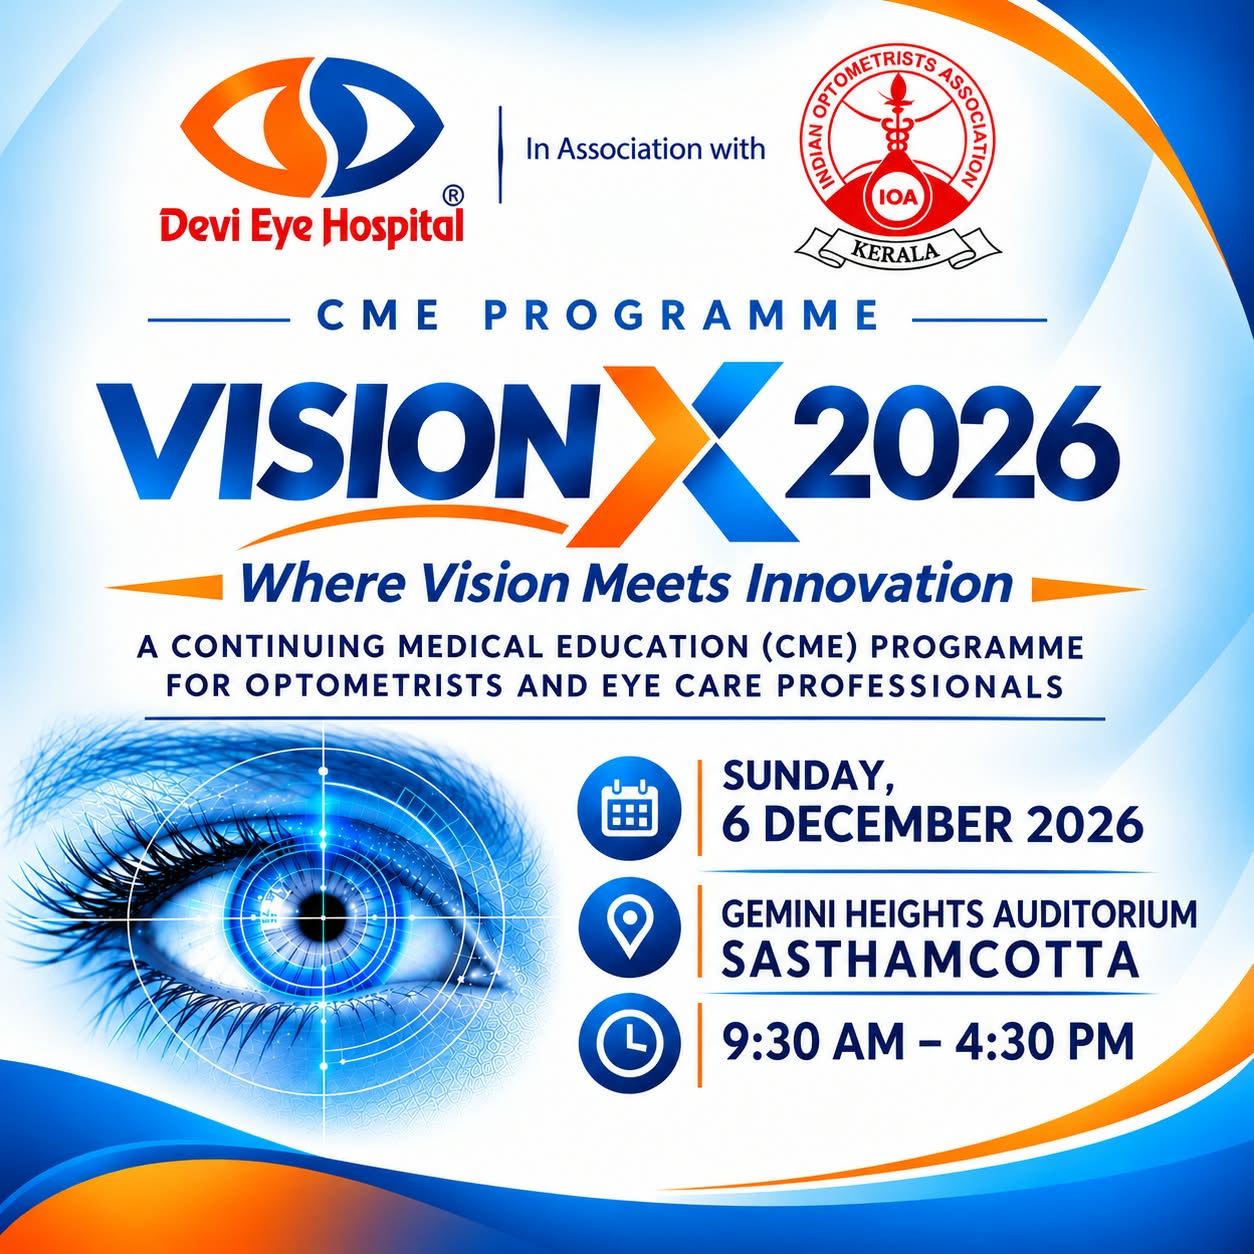 Devi Eye Hospital
®
In Association with
INDIAN OPTOMETRISTS ASSOCIATION
IOA
KERALA
CME PROGRAMME
VISIONX 2026
Where Vision Meets Innovation
A CONTINUING MEDICAL EDUCATION (CME) PROGRAMME
FOR OPTOMETRISTS AND EYE CARE PROFESSIONALS
SUNDAY,
6 DECEMBER 2026
GEMINI HEIGHTS AUDITORIUM
SASTHAMCOTTA
9:30 AM – 4:30 PM